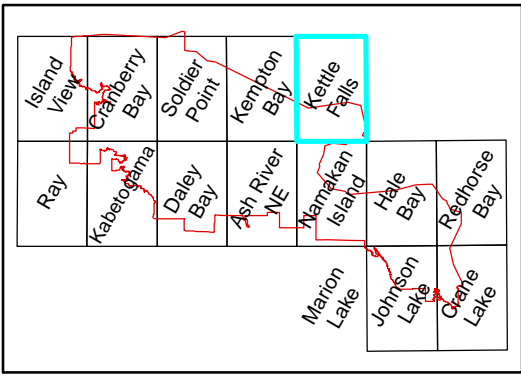 Island
View
Cranberry
Bay
Soldier
Point
Kempton
Bay
Kettle
Falls
Ray
Kabetogama
Daley
Bay
Ash River
NE
Namakan
Island
Hale
Bay
Redhorse
Bay
Marion
Lake
Johnson
Lake
Crane
Lake